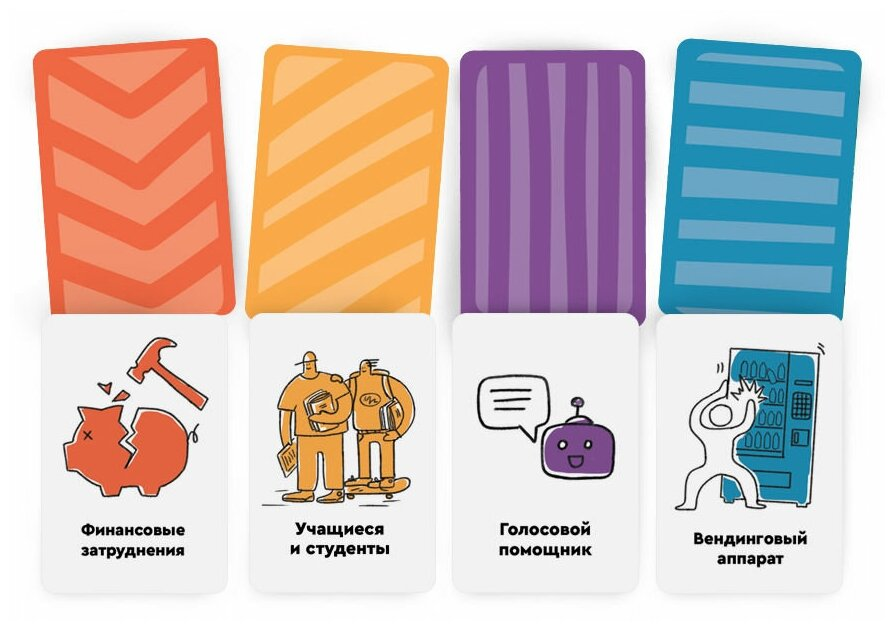 Финансовые
затруднения
Учащиеся
и студенты
Голосовой
помощник
Вендинговый
аппарат